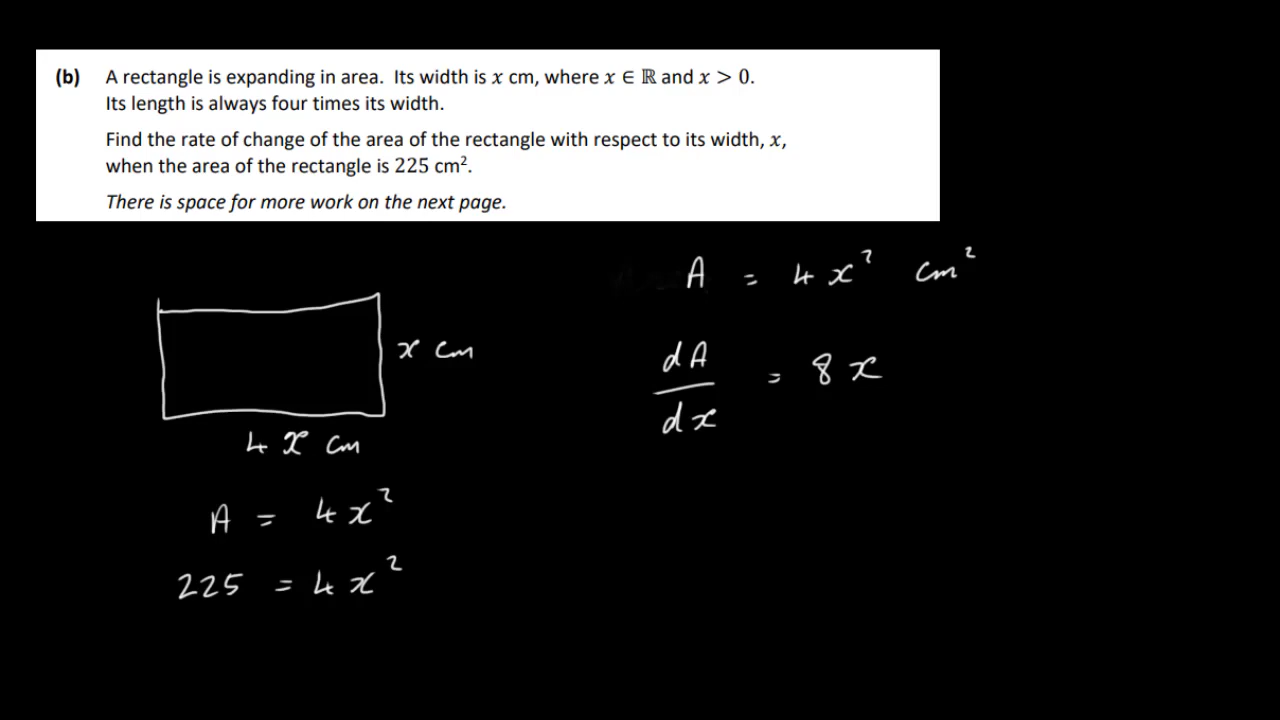 (b) A rectangle is expanding in area. Its width is x cm, where x ∈ ℝ and x > 0.
Its length is always four times its width.
Find the rate of change of the area of the rectangle with respect to its width, x,
when the area of the rectangle is 225 cm².
There is space for more work on the next page.
x cm
4x cm
A = 4x²
225 = 4x²
A = 4x² cm²
dA/dx = 8x